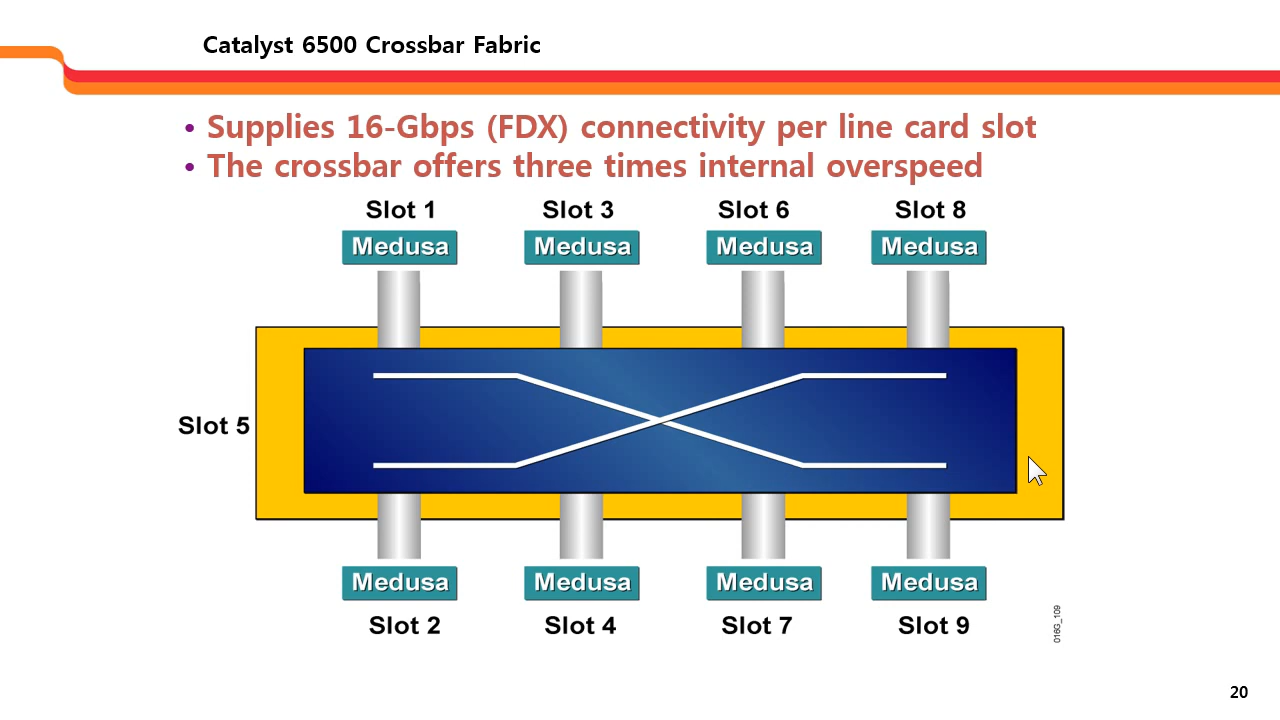 Catalyst 6500 Crossbar Fabric
• Supplies 16-Gbps (FDX) connectivity per line card slot
• The crossbar offers three times internal overspeed
Slot 1 Slot 3 Slot 6 Slot 8
Medusa Medusa Medusa Medusa
Slot 5
Medusa Medusa Medusa Medusa
Slot 2 Slot 4 Slot 7 Slot 9
016G_109
20